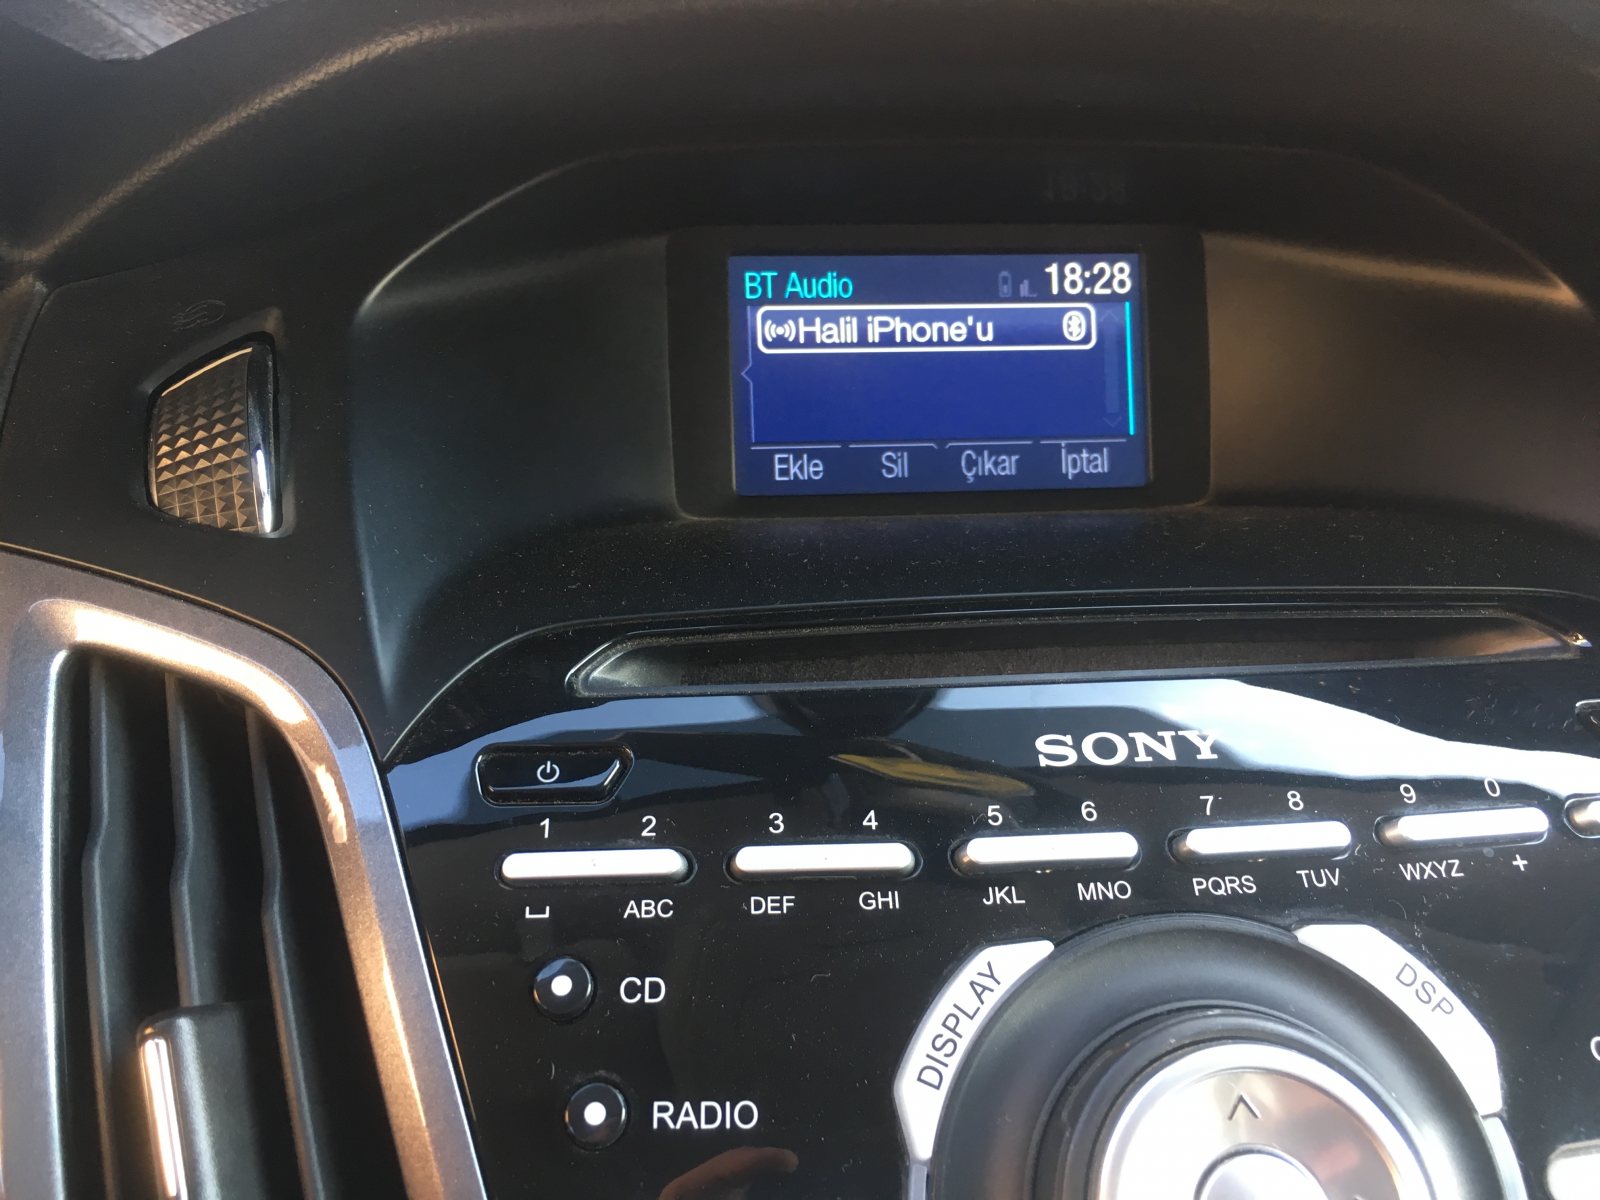 BT Audio 18:28
Halil iPhone'u
Ekle Sil Çıkar İptal
SONY
1 2 3 4 5 6 7 8 9 0
ABC DEF GHI JKL MNO PQRS TUV WXYZ +
CD
DISPLAY
DSP
RADIO